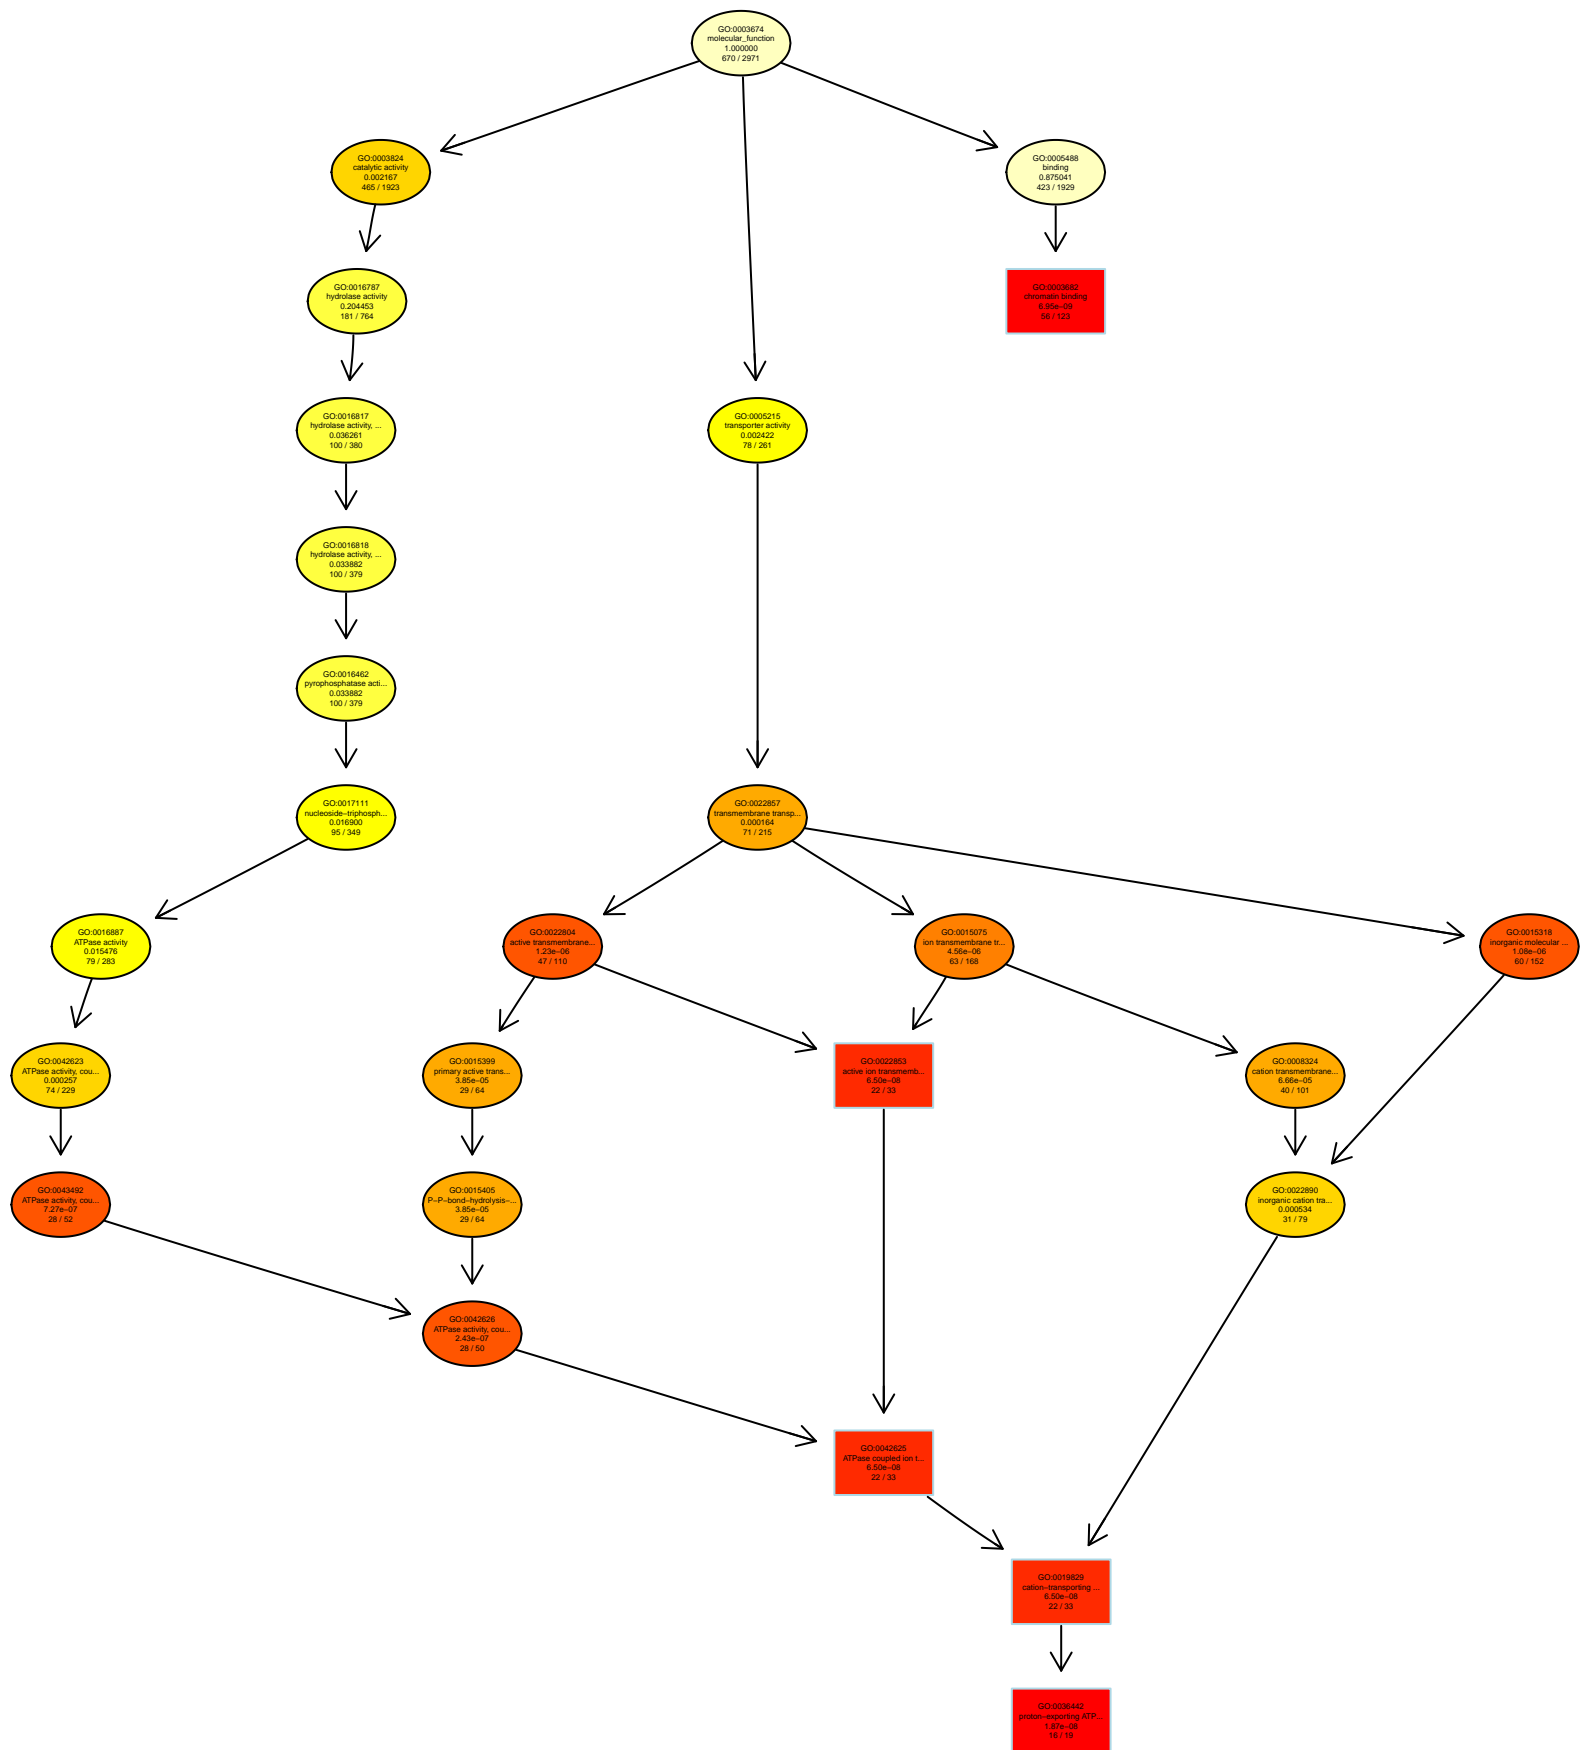 GO:0003674
molecular_function
1.000000
670 / 2971
GO:0003824
catalytic activity
0.002167
465 / 1923
GO:0005488
binding
0.875041
423 / 1929
GO:0016787
hydrolase activity
0.204453
181 / 764
GO:0003682
chromatin binding
8.95e−09
56 / 123
GO:0016817
hydrolase activity, ...
0.036261
100 / 380
GO:0005215
transporter activity
0.002422
78 / 261
GO:0016818
hydrolase activity, ...
0.033882
100 / 379
GO:0016462
pyrophosphatase acti...
0.033882
100 / 379
GO:0017111
nucleoside−triphosph...
0.016900
95 / 349
GO:0022857
transmembrane transp...
0.000164
71 / 215
GO:0016887
ATPase activity
0.015476
79 / 283
GO:0022804
active transmembrane...
1.23e−06
47 / 110
GO:0015075
ion transmembrane tr...
4.56e−06
63 / 168
GO:0015318
inorganic molecular ...
1.08e−06
60 / 152
GO:0042623
ATPase activity, cou...
0.000257
74 / 229
GO:0015399
primary active trans...
3.85e−05
29 / 64
GO:0022853
active ion transmemb...
6.50e−08
22 / 33
GO:0008324
cation transmembrane...
6.66e−05
40 / 101
GO:0043492
ATPase activity, cou...
7.27e−07
28 / 52
GO:0015405
P−P−bond−hydrolysis−...
3.85e−05
29 / 64
GO:0022890
inorganic cation tra...
0.000534
31 / 79
GO:0042626
ATPase activity, cou...
2.43e−07
28 / 50
GO:0042625
ATPase coupled ion t...
6.50e−08
22 / 33
GO:0019829
cation−transporting ...
6.50e−08
22 / 33
GO:0036442
proton−exporting ATP...
1.87e−08
16 / 19